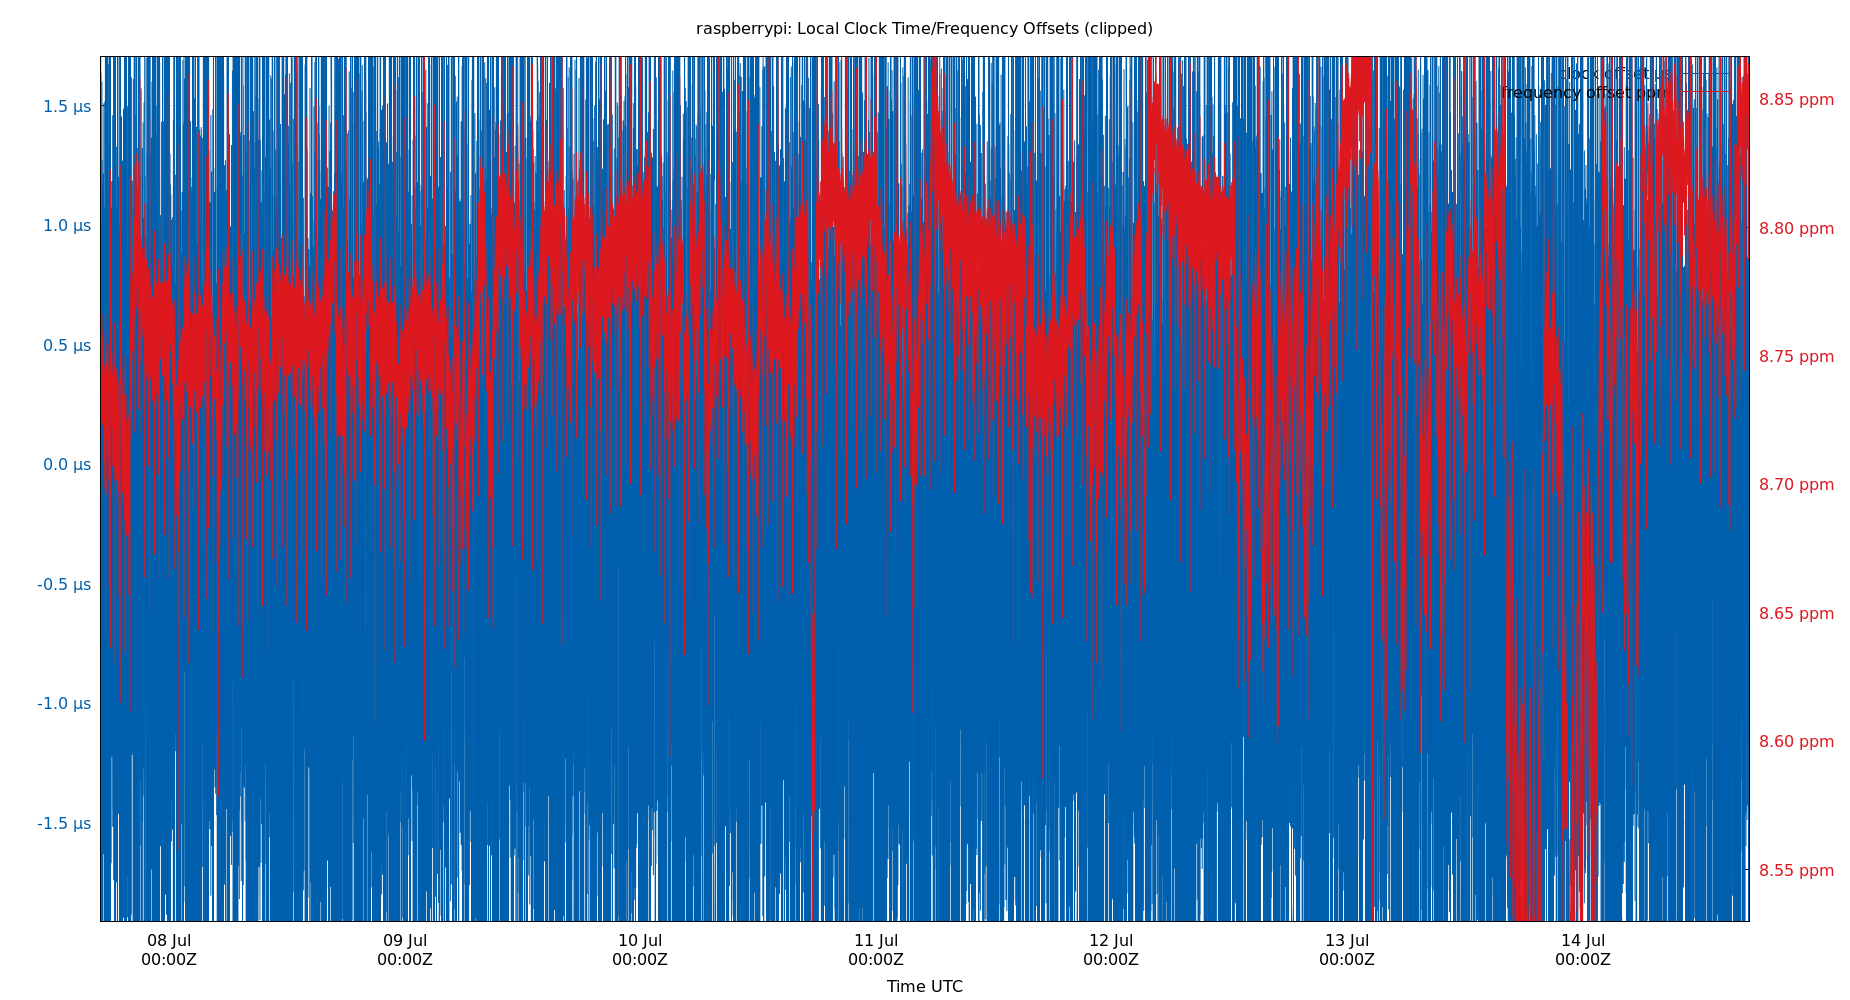 raspberrypi: Local Clock Time/Frequency Offsets (clipped)
clock offset µs
frequency offset ppm
1.5 µs
1.0 µs
0.5 µs
0.0 µs
-0.5 µs
-1.0 µs
-1.5 µs
8.85 ppm
8.80 ppm
8.75 ppm
8.70 ppm
8.65 ppm
8.60 ppm
8.55 ppm
08 Jul
00:00Z
09 Jul
00:00Z
10 Jul
00:00Z
11 Jul
00:00Z
12 Jul
00:00Z
13 Jul
00:00Z
14 Jul
00:00Z
Time UTC